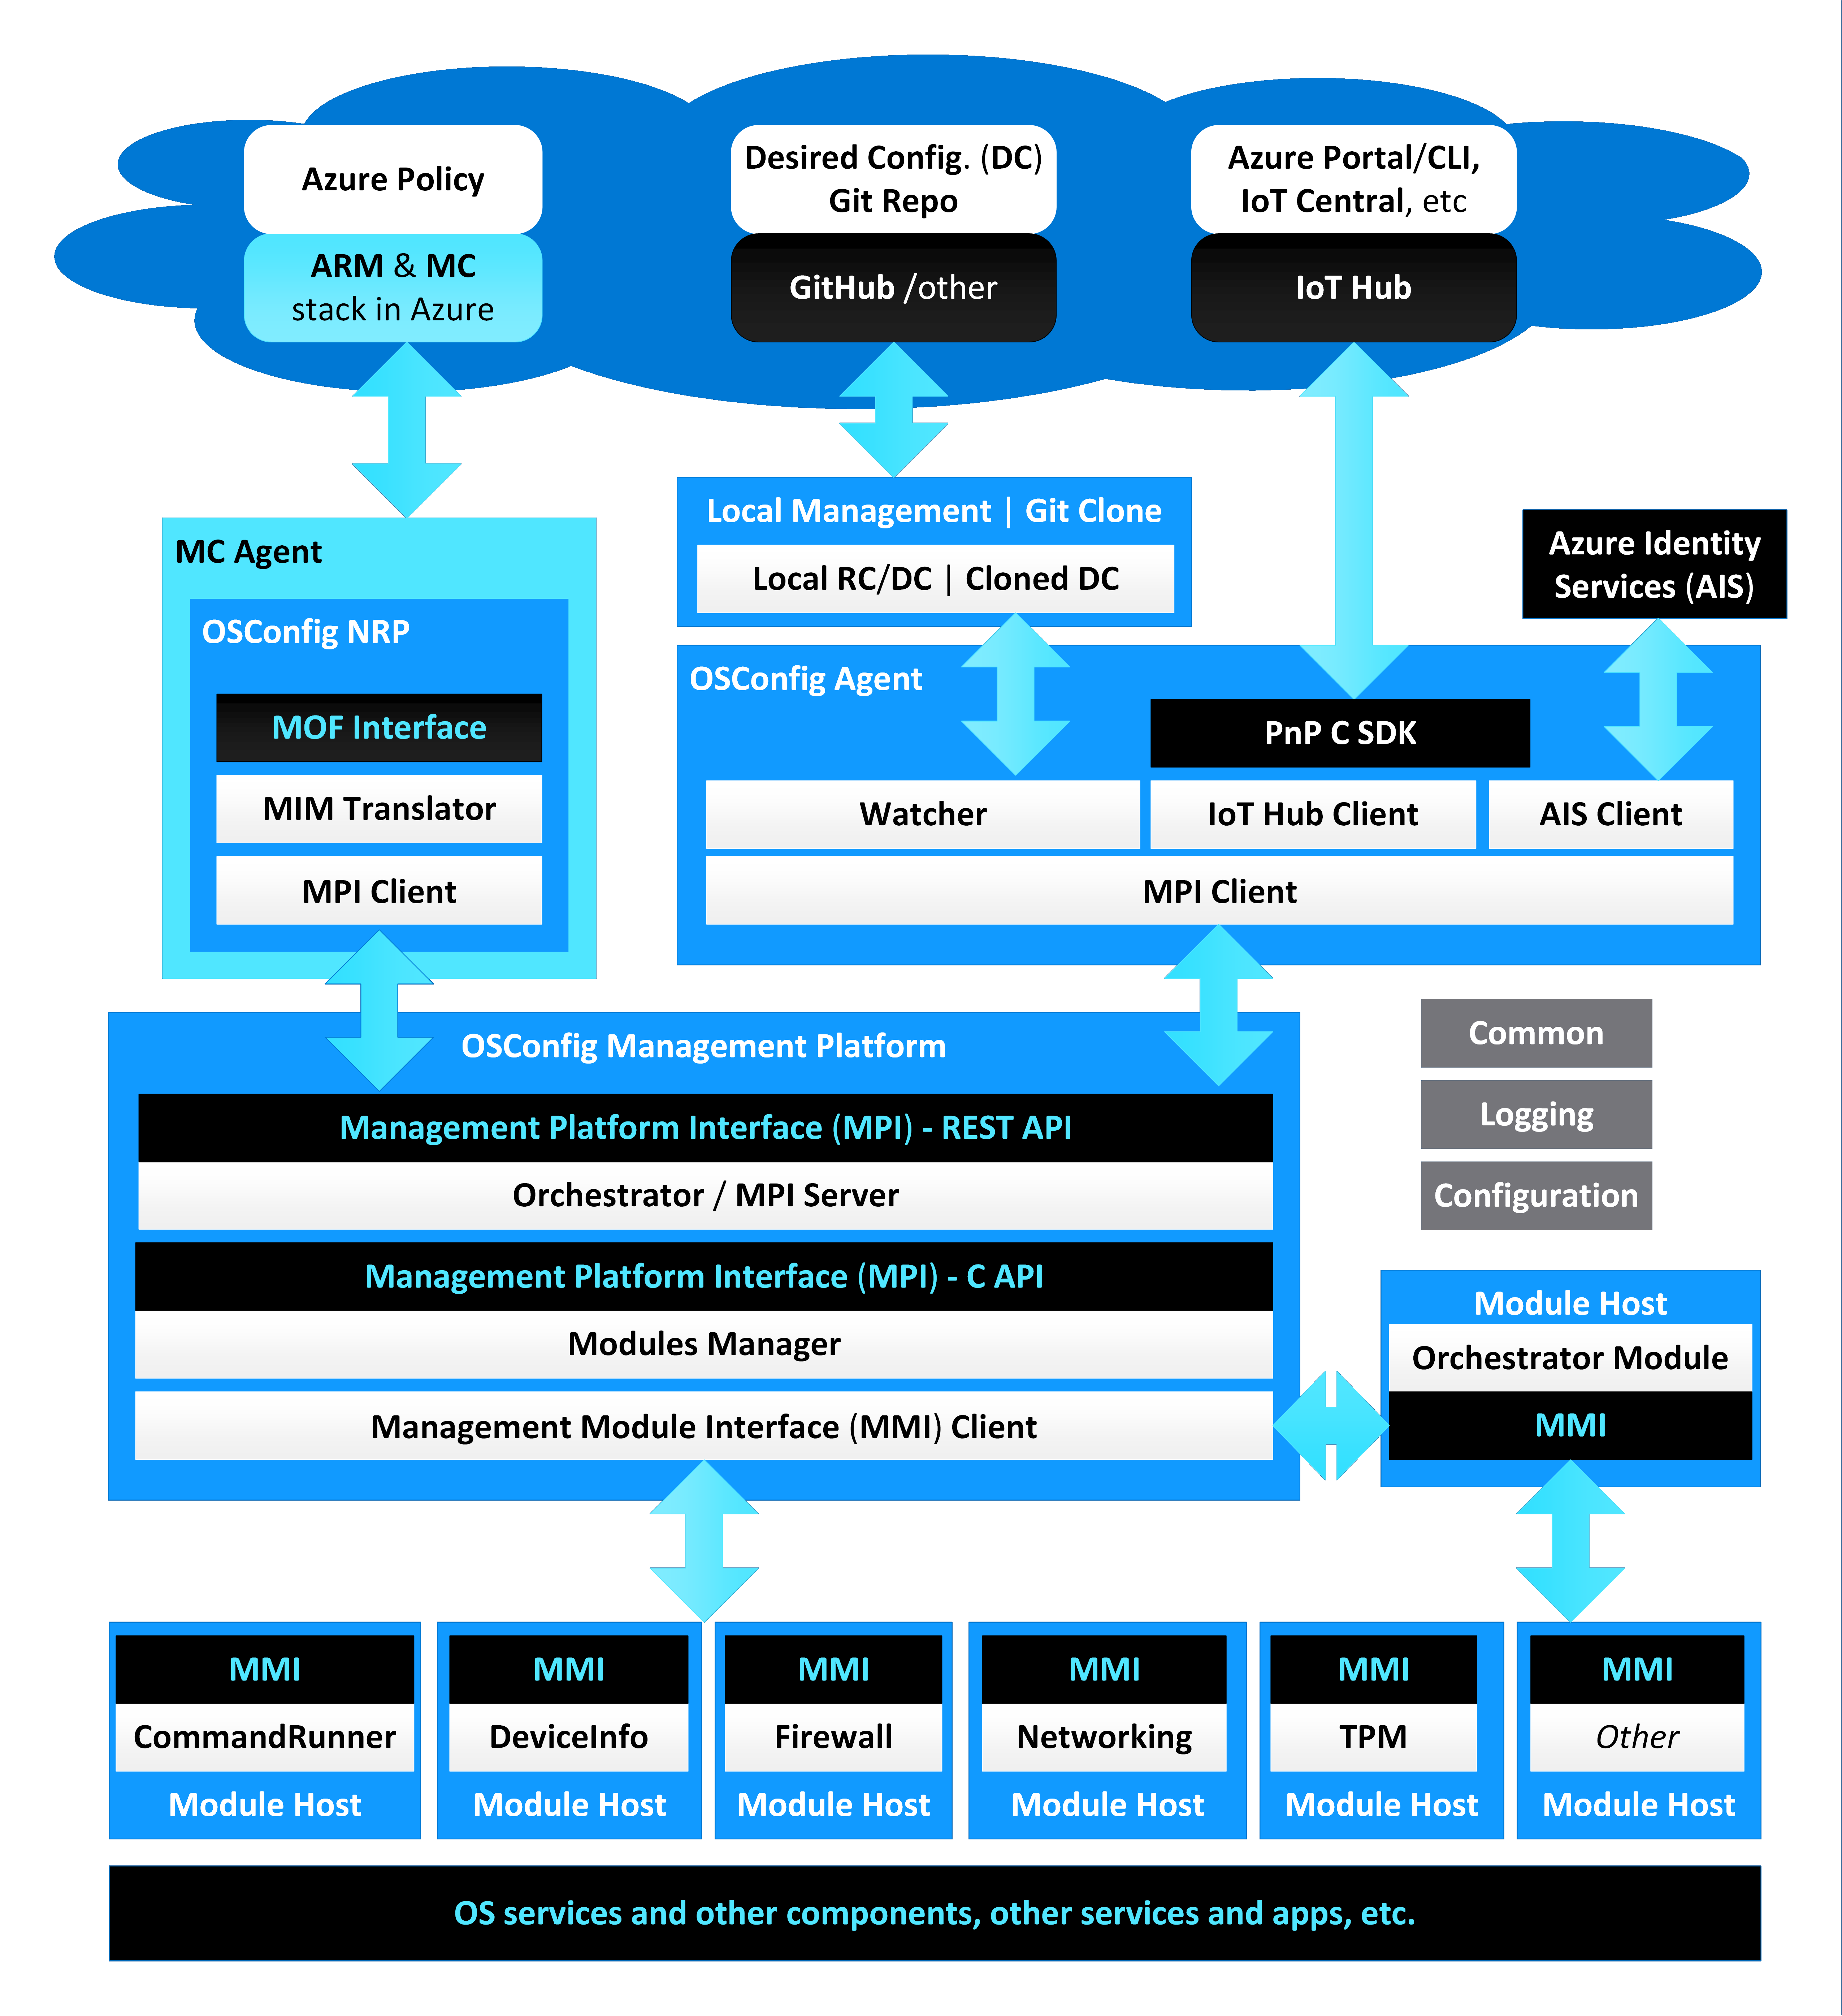 Azure Policy
ARM & MC
stack in Azure
Desired Config. (DC)
Git Repo
GitHub /other
Azure Portal/CLI,
IoT Central, etc
IoT Hub
MC Agent
OSConfig NRP
MOF Interface
MIM Translator
MPI Client
Local Management | Git Clone
Local RC/DC | Cloned DC
Azure Identity
Services (AIS)
OSConfig Agent
PnP C SDK
Watcher
IoT Hub Client
AIS Client
MPI Client
OSConfig Management Platform
Management Platform Interface (MPI) - REST API
Orchestrator / MPI Server
Management Platform Interface (MPI) - C API
Modules Manager
Management Module Interface (MMI) Client
Common
Logging
Configuration
Module Host
Orchestrator Module
MMI
MMI
CommandRunner
Module Host
MMI
DeviceInfo
Module Host
MMI
Firewall
Module Host
MMI
Networking
Module Host
MMI
TPM
Module Host
MMI
Other
Module Host
OS services and other components, other services and apps, etc.